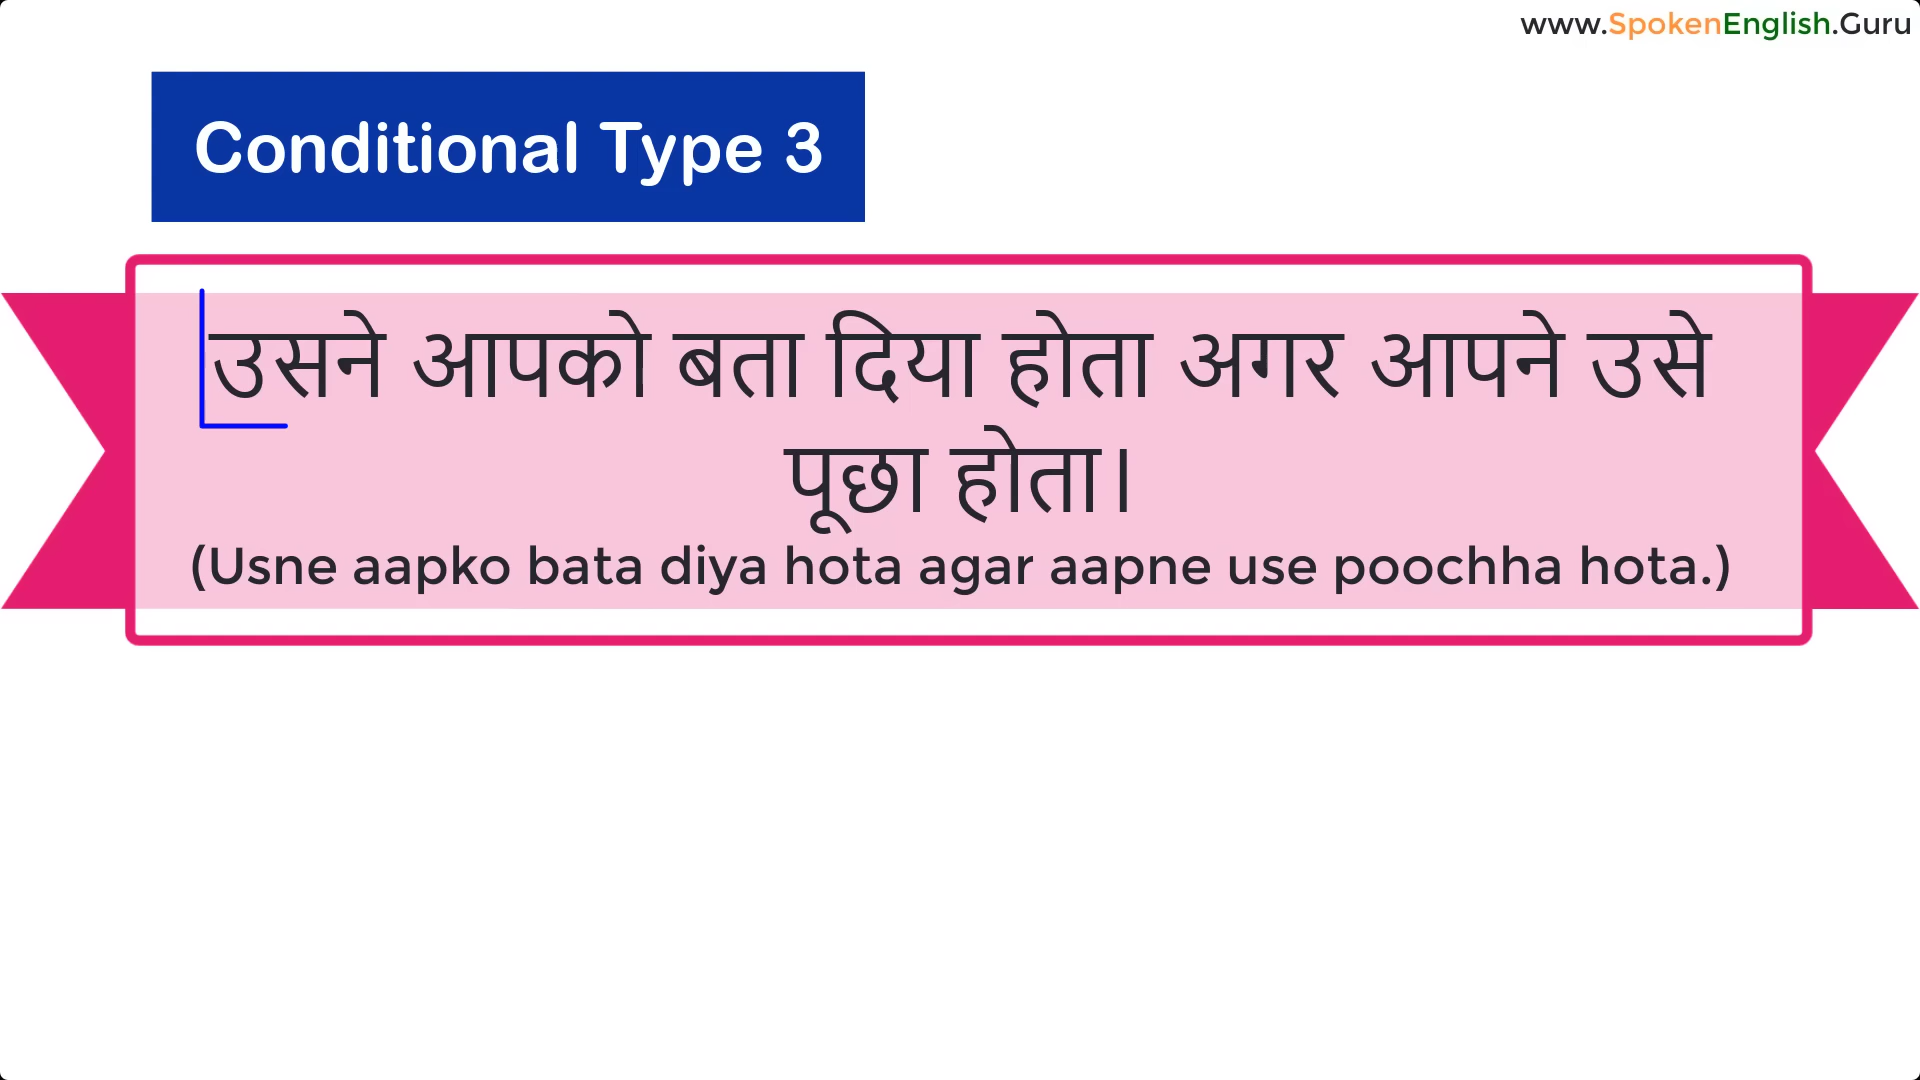 www.SpokenEnglish.Guru
Conditional Type 3
उसने आपको बता दिया होता अगर आपने उसे
पूछा होता।
(Usne aapko bata diya hota agar aapne use poochha hota.)